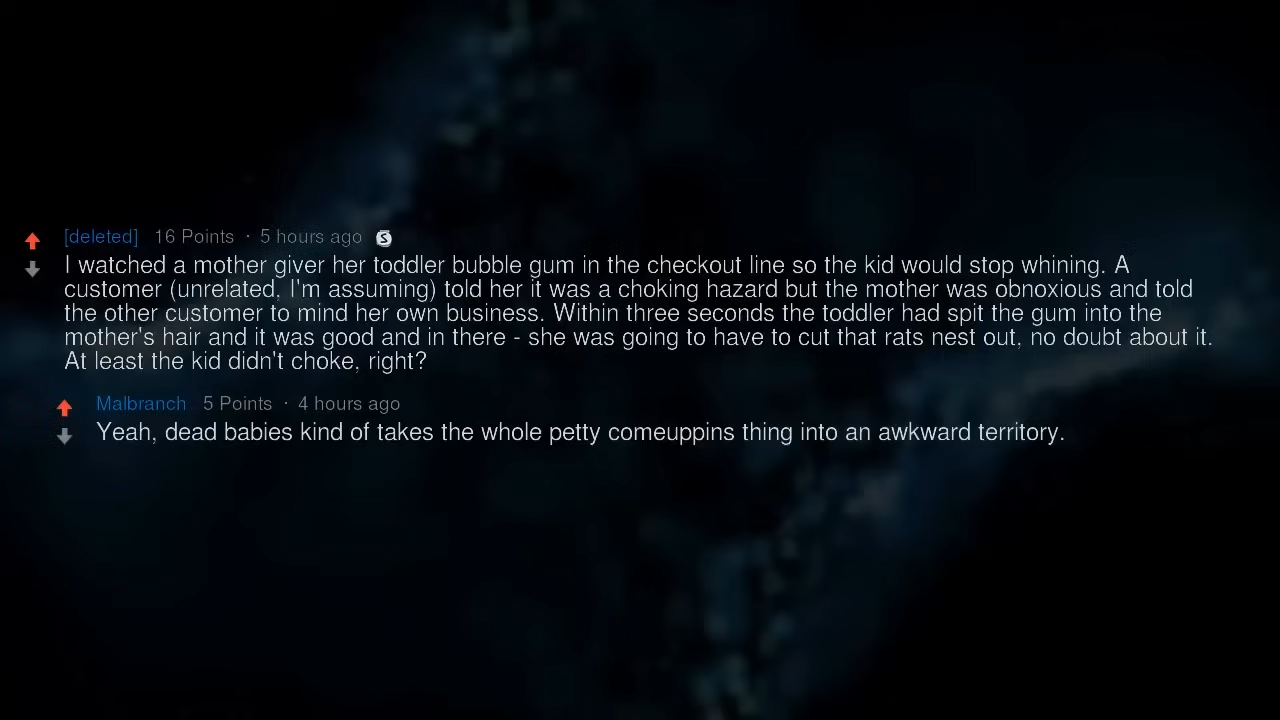 [deleted] 16 Points · 5 hours ago S
I watched a mother giver her toddler bubble gum in the checkout line so the kid would stop whining. A
customer (unrelated, I'm assuming) told her it was a choking hazard but the mother was obnoxious and told
the other customer to mind her own business. Within three seconds the toddler had spit the gum into the
mother's hair and it was good and in there - she was going to have to cut that rats nest out, no doubt about it.
At least the kid didn't choke, right?
Malbranch 5 Points · 4 hours ago
Yeah, dead babies kind of takes the whole petty comeuppins thing into an awkward territory.